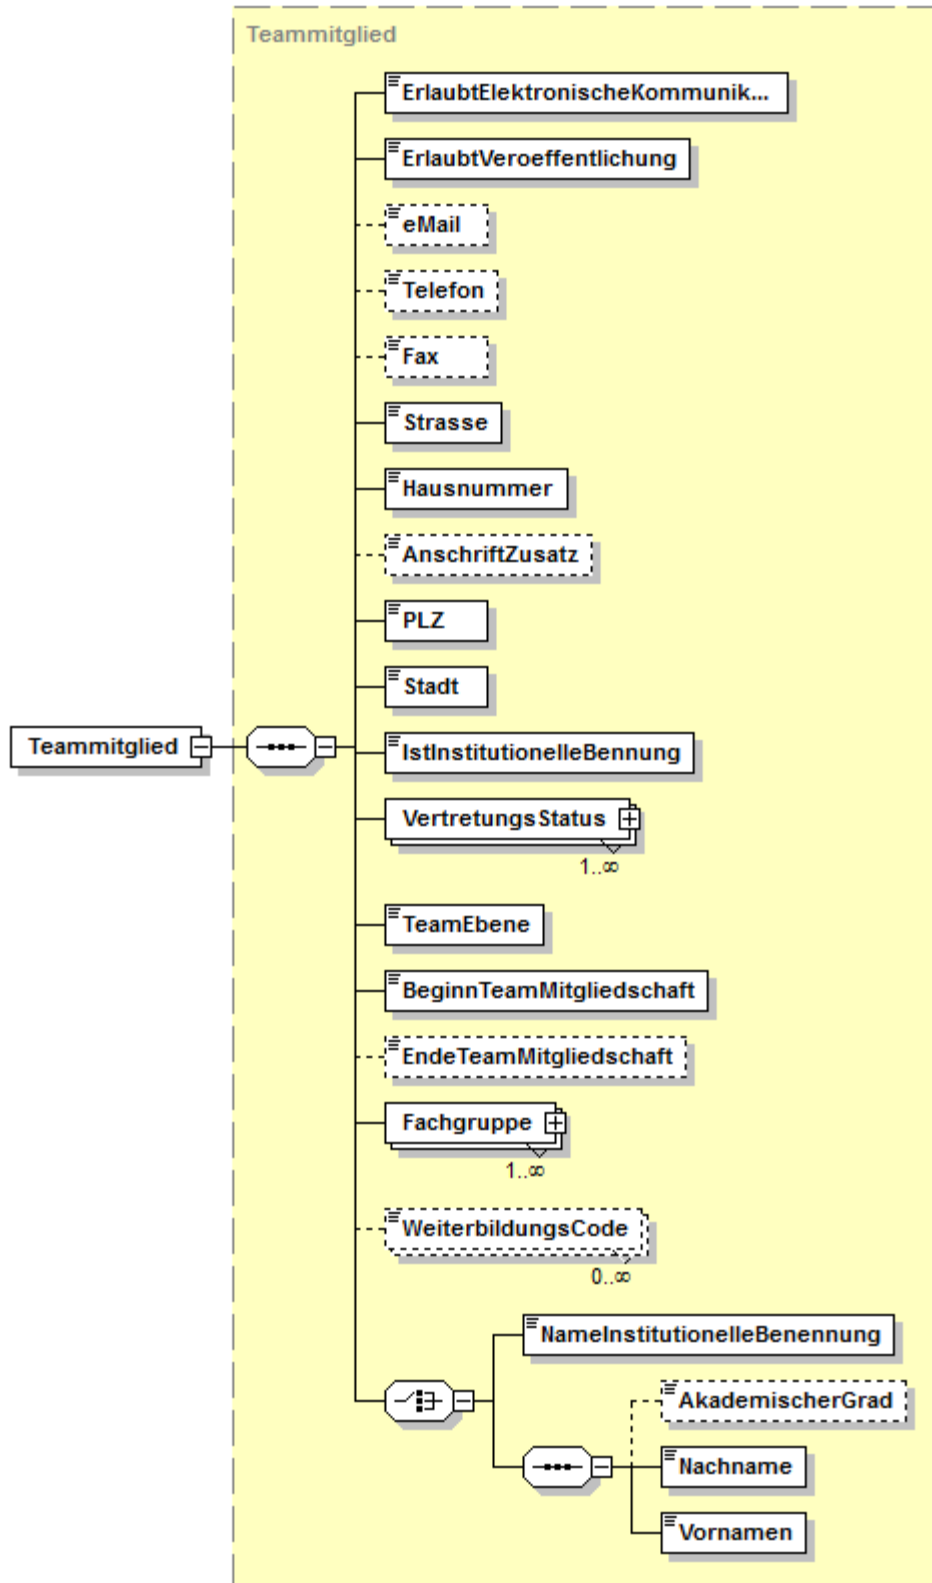 Teammitglied
ErlaubtElektronischeKommunik...
ErlaubtVeroeffentlichung
eMail
Telefon
Fax
Strasse
Hausnummer
AnschriftZusatz
PLZ
Stadt
Teammitglied
IstInstitutionelleBennung
VertretungsStatus
1..∞
TeamEbene
BeginnTeamMitgliedschaft
EndeTeamMitgliedschaft
Fachgruppe
1..∞
WeiterbildungsCode
0..∞
NameInstitutionelleBenennung
AkademischerGrad
Nachname
Vornamen